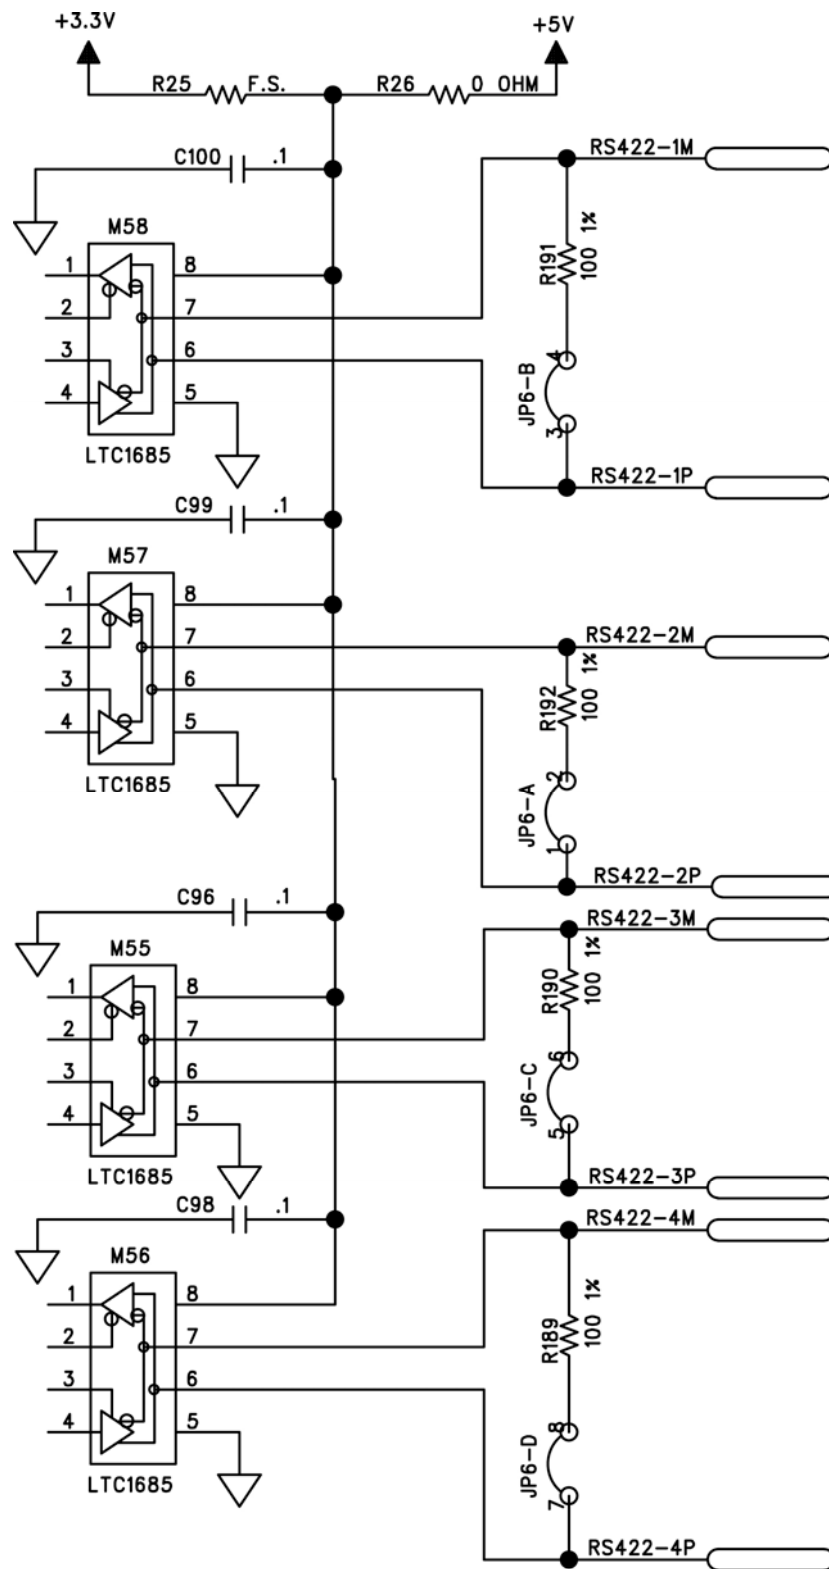 +3.3V
+5V
R25 F.S. R26 0 OHM
C100 .1
RS422-1M
M58
R191
100 1%
1 8
2 7
3 6
4 5
LTC1685
4
JP6-B
3
RS422-1P
C99 .1
M57
1 8
2 7
3 6
4 5
LTC1685
RS422-2M
R192
100 1%
2
JP6-A
1
RS422-2P
C96 .1
RS422-3M
M55
1 8
2 7
3 6
4 5
LTC1685
R190
100 1%
6
JP6-C
5
RS422-3P
C98 .1
RS422-4M
M56
1 8
2 7
3 6
4 5
LTC1685
R189
100 1%
8
JP6-D
7
RS422-4P